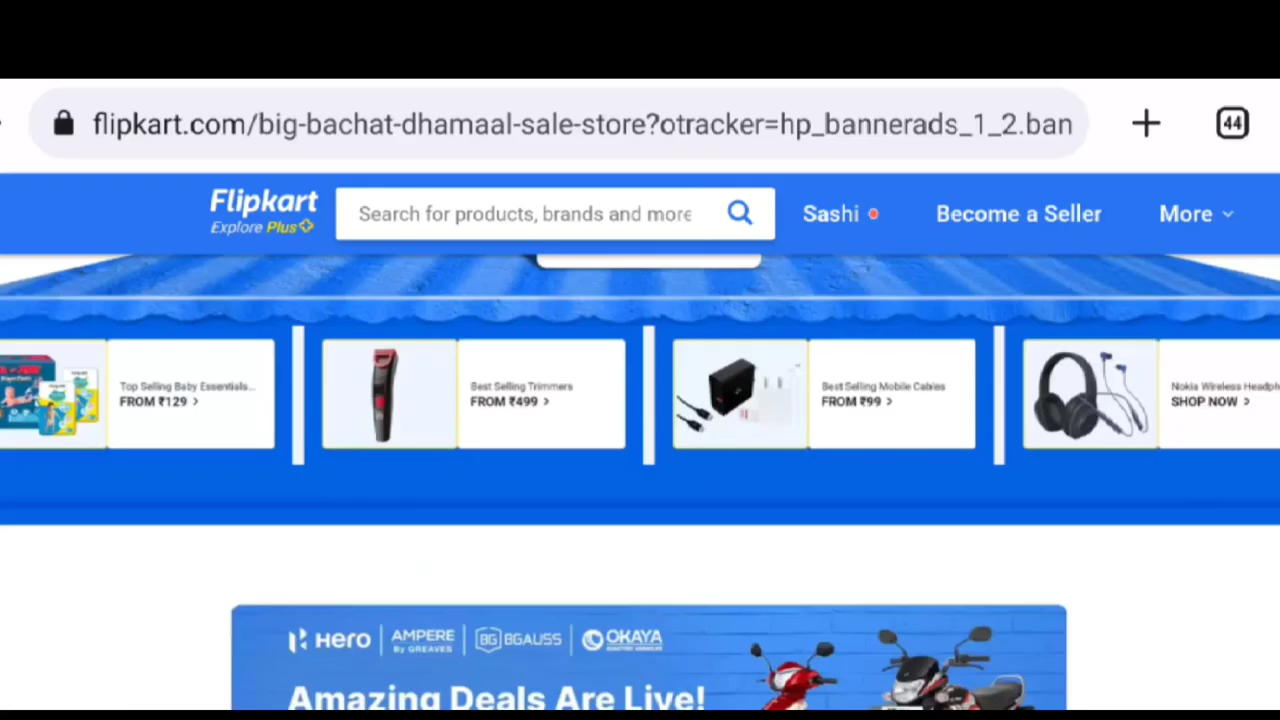 flipkart.com/big-bachat-dhamaal-sale-store?otracker=hp_bannerads_1_2.ban
44
Flipkart
Explore Plus
Search for products, brands and more
Sashi
Become a Seller
More
Top Selling Baby Essentials...
FROM ₹129 >
Best Selling Trimmers
FROM ₹499 >
Best Selling Mobile Cables
FROM ₹99 >
Nokia Wireless Headph
SHOP NOW >
Hero
AMPERE
By GREAVES
BG BGAUSS
OKAYA
Amazing Deals Are Live!